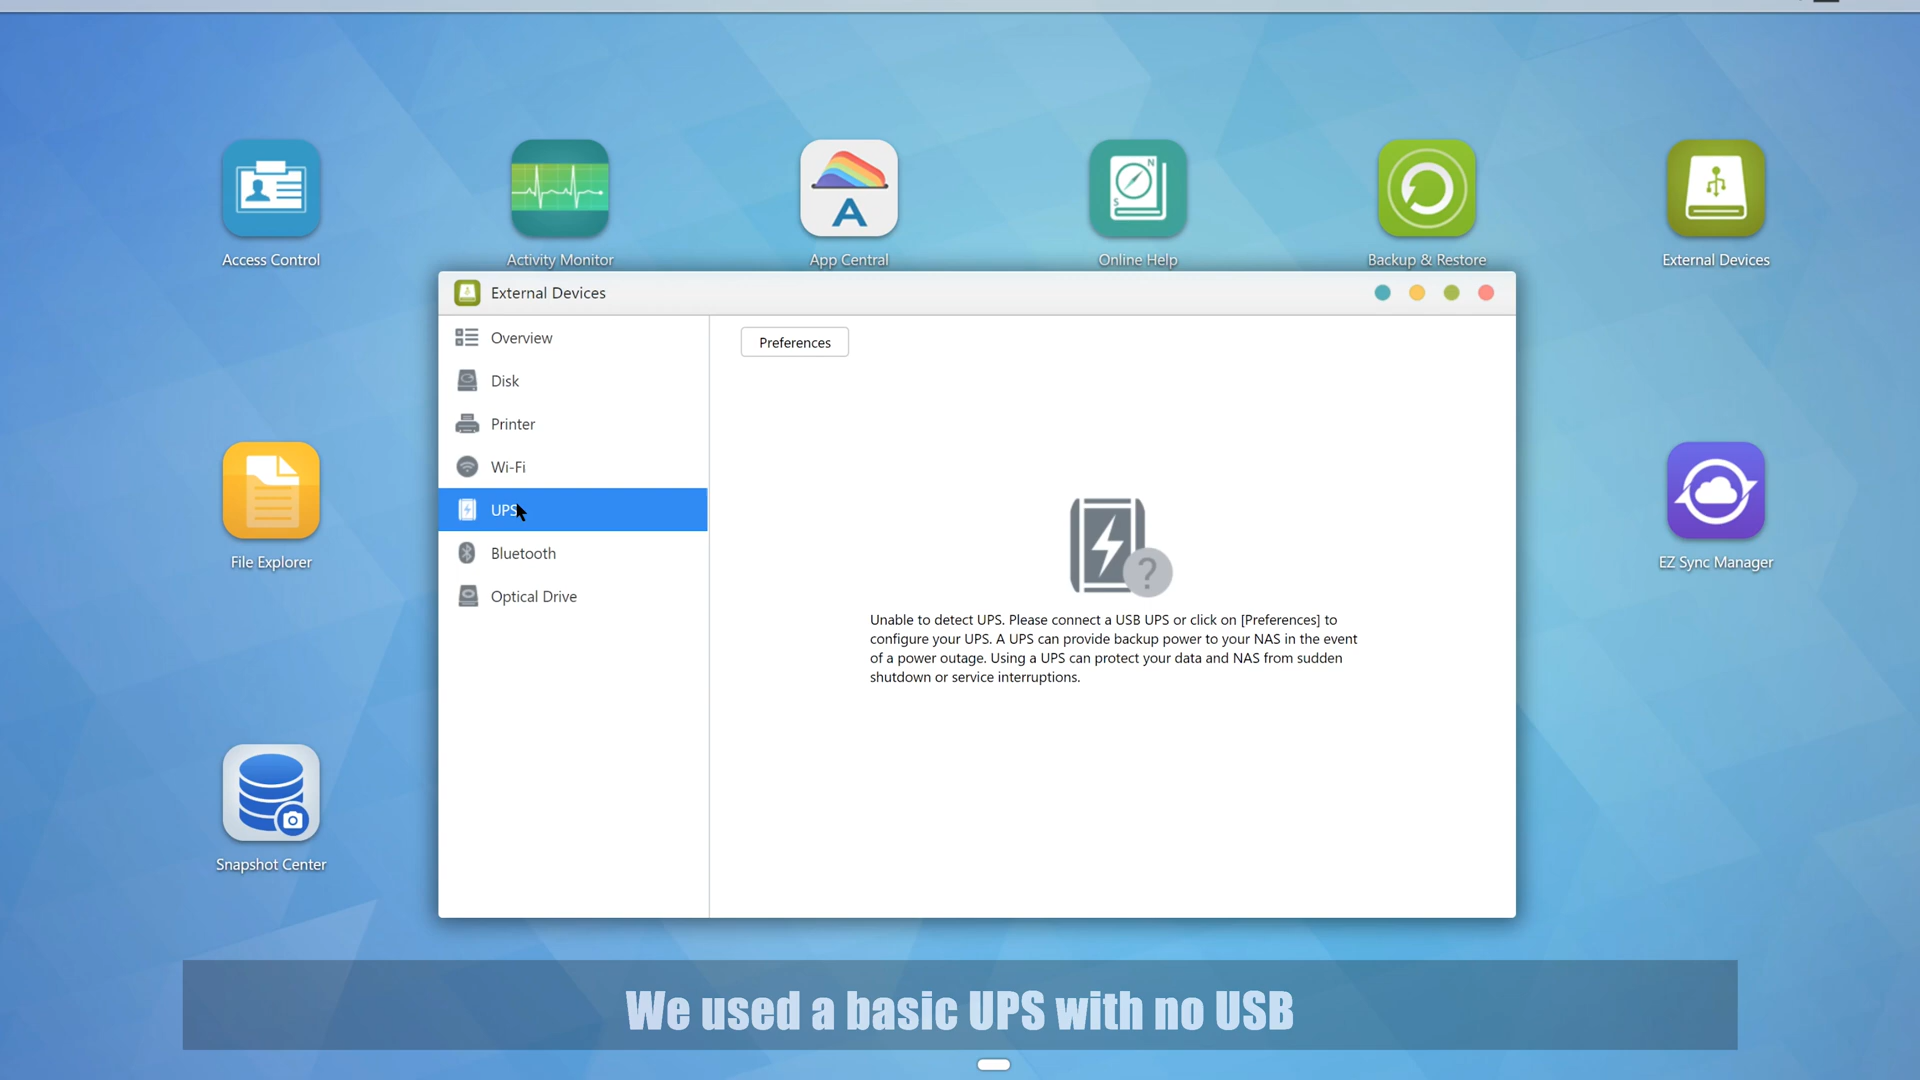 Access Control
Activity Monitor
App Central
Online Help
Backup & Restore
External Devices
External Devices
Overview
Disk
Printer
Wi-Fi
UPS
Bluetooth
Optical Drive
Preferences
Unable to detect UPS. Please connect a USB UPS or click on [Preferences] to
configure your UPS. A UPS can provide backup power to your NAS in the event
of a power outage. Using a UPS can protect your data and NAS from sudden
shutdown or service interruptions.
File Explorer
EZ Sync Manager
Snapshot Center
We used a basic UPS with no USB